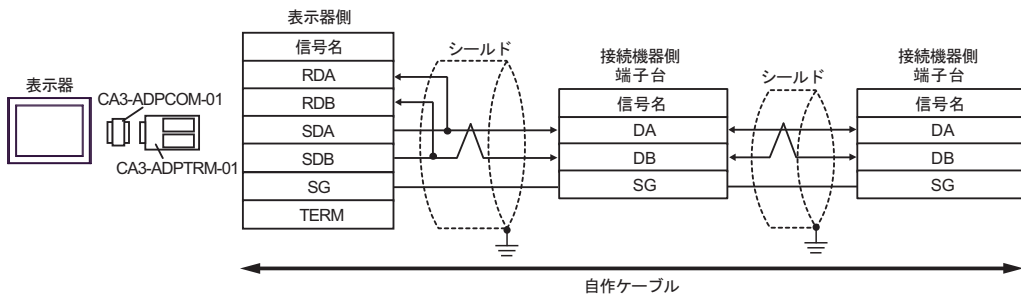 表示器
CA3-ADPCOM-01
CA3-ADPTRM-01
表示器側
信号名
RDA
RDB
SDA
SDB
SG
TERM
シールド
接続機器側
端子台
信号名
DA
DB
SG
シールド
接続機器側
端子台
信号名
DA
DB
SG
自作ケーブル